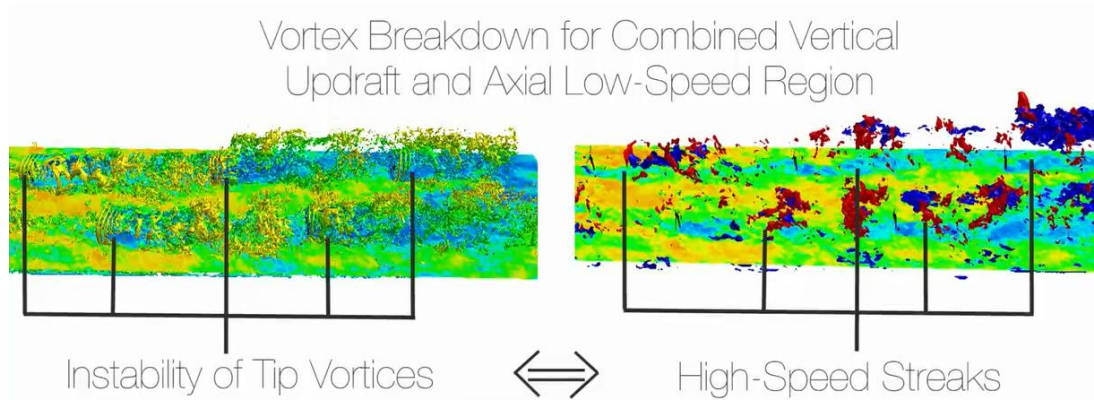 Vortex Breakdown for Combined Vertical
Updraft and Axial Low-Speed Region
Instability of Tip Vortices
High-Speed Streaks